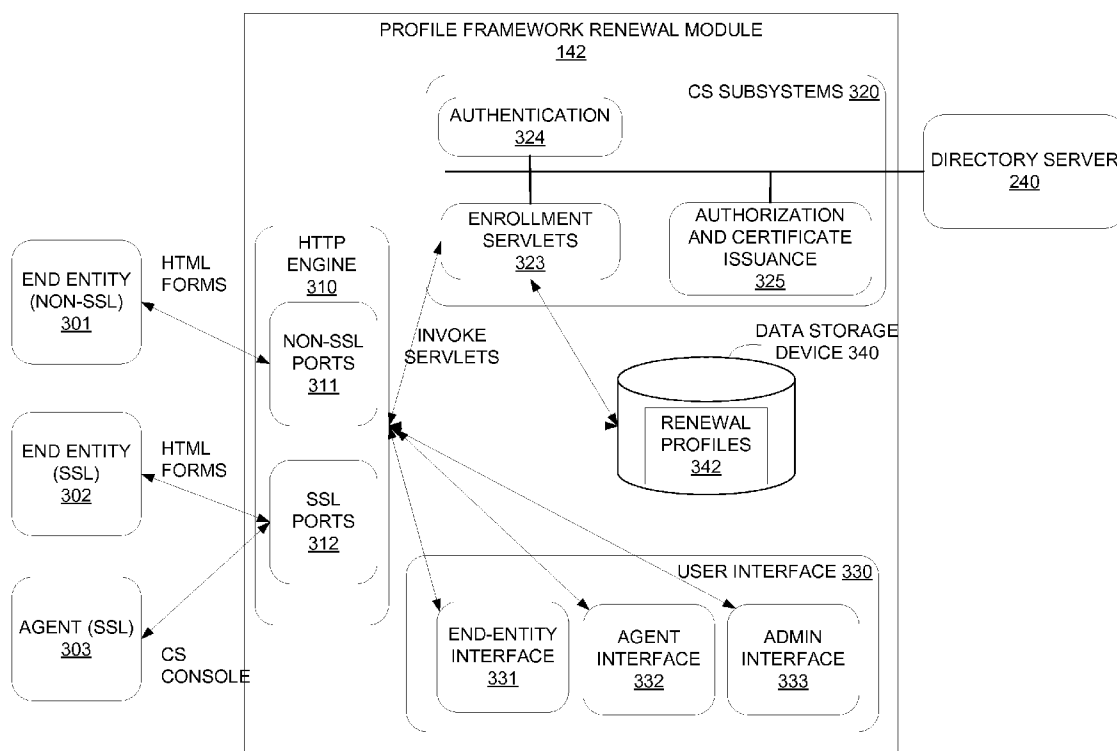 PROFILE FRAMEWORK RENEWAL MODULE
142
CS SUBSYSTEMS 320
AUTHENTICATION
324
DIRECTORY SERVER
240
ENROLLMENT
SERVLETS
323
AUTHORIZATION
AND CERTIFICATE
ISSUANCE
325
HTTP
ENGINE
310
END ENTITY
(NON-SSL)
301
HTML
FORMS
NON-SSL
PORTS
311
INVOKE
SERVLETS
DATA STORAGE
DEVICE 340
RENEWAL
PROFILES
342
END ENTITY
(SSL)
302
HTML
FORMS
SSL
PORTS
312
USER INTERFACE 330
AGENT (SSL)
303
CS
CONSOLE
END-ENTITY
INTERFACE
331
AGENT
INTERFACE
332
ADMIN
INTERFACE
333